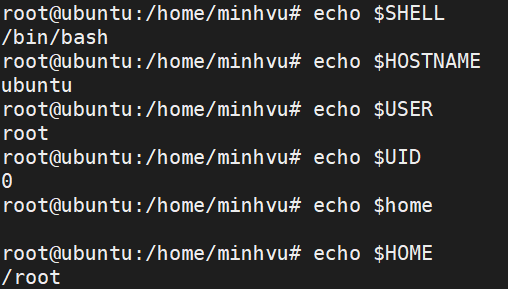 root@ubuntu:/home/minhvu# echo $SHELL
/bin/bash
root@ubuntu:/home/minhvu# echo $HOSTNAME
ubuntu
root@ubuntu:/home/minhvu# echo $USER
root
root@ubuntu:/home/minhvu# echo $UID
0
root@ubuntu:/home/minhvu# echo $home

root@ubuntu:/home/minhvu# echo $HOME
/root